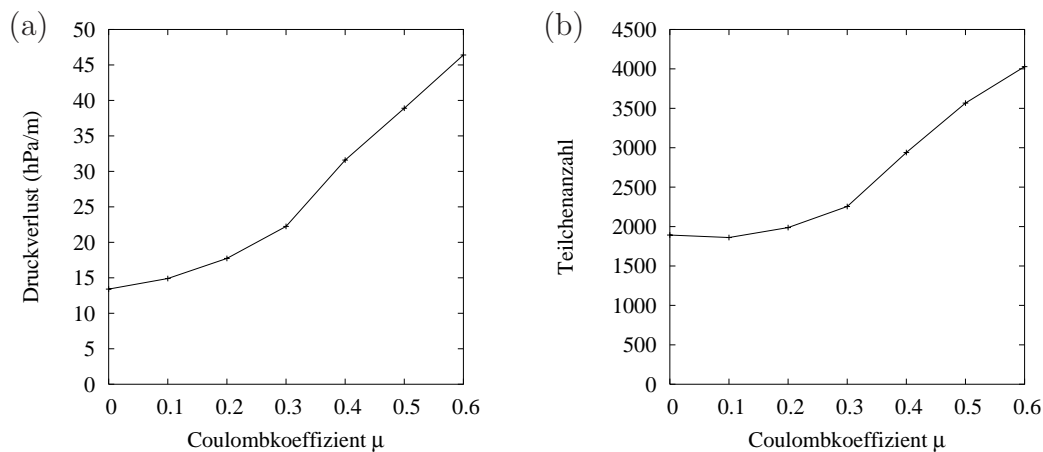 (a)
50
45
40
35
30
25
20
15
10
5
0
Druckverlust (hPa/m)
0 0.1 0.2 0.3 0.4 0.5 0.6
Coulombkoeffizient μ
(b)
4500
4000
3500
3000
2500
2000
1500
1000
500
0
Teilchenanzahl
0 0.1 0.2 0.3 0.4 0.5 0.6
Coulombkoeffizient μ